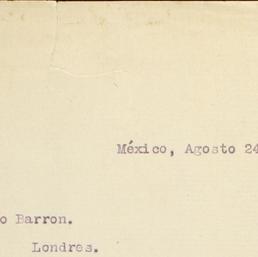 México, Agosto 24
o Barron.
Londres.